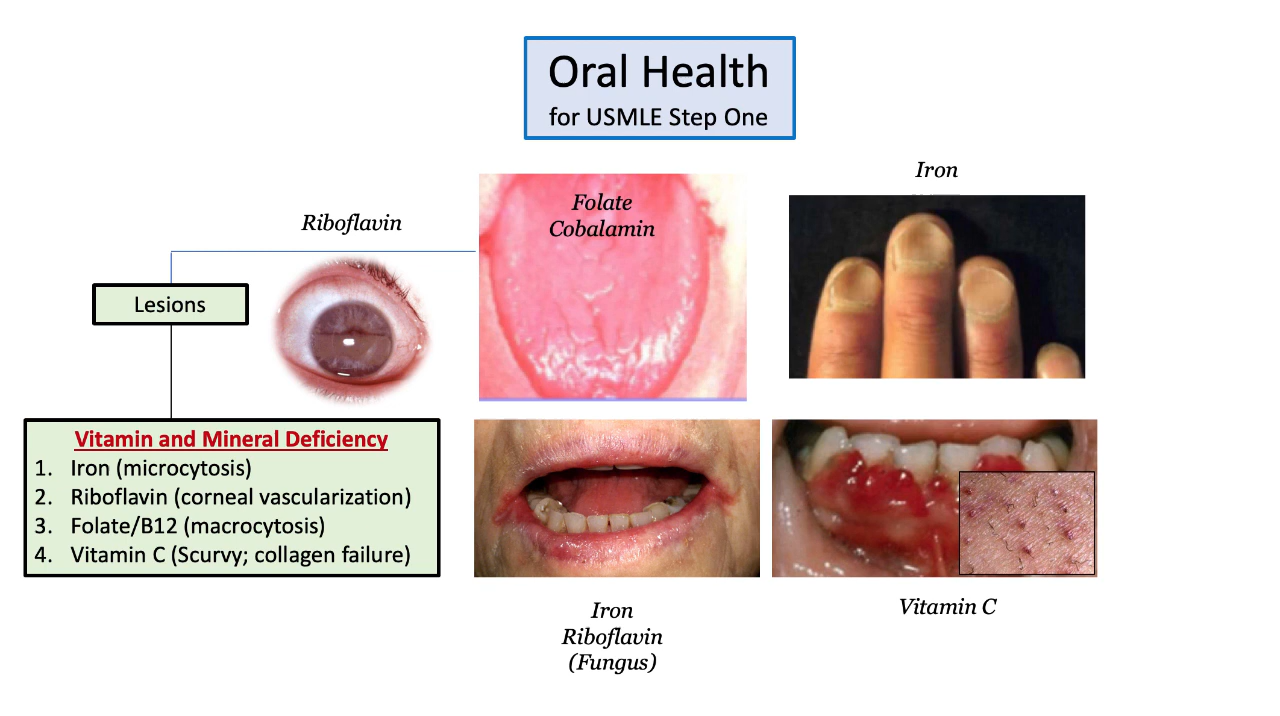 Oral Health
for USMLE Step One
Iron
Riboflavin
Folate
Cobalamin
Lesions
Vitamin and Mineral Deficiency
1. Iron (microcytosis)
2. Riboflavin (corneal vascularization)
3. Folate/B12 (macrocytosis)
4. Vitamin C (Scurvy; collagen failure)
Iron
Riboflavin
(Fungus)
Vitamin C